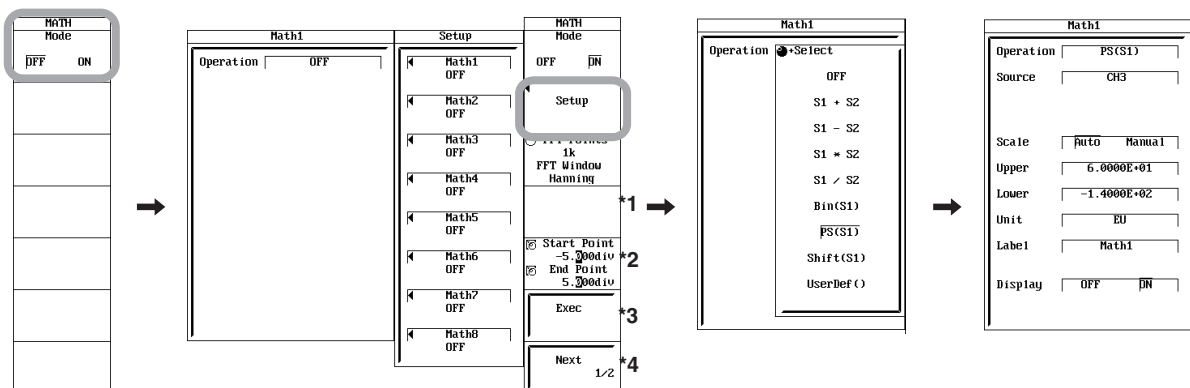 MATH
Mode
OFF ON
Math1
Operation OFF
Setup
Math1
OFF
Math2
OFF
Math3
OFF
Math4
OFF
Math5
OFF
Math6
OFF
Math7
OFF
Math8
OFF
MATH
Mode
OFF ON
Setup
FFT Points
1k
FFT Window
Hanning
*1
Start Point
-5.000div
*2
End Point
5.000div
Exec
*3
Next
*4
1/2
Math1
Operation +Select
OFF
S1 + S2
S1 - S2
S1 * S2
S1 / S2
Bin(S1)
PS(S1)
Shift(S1)
UserDef()
Math1
Operation PS(S1)
Source CH3
Scale Auto Manual
Upper 6.0000E+01
Lower -1.4000E+02
Unit EU
Label Math1
Display OFF ON